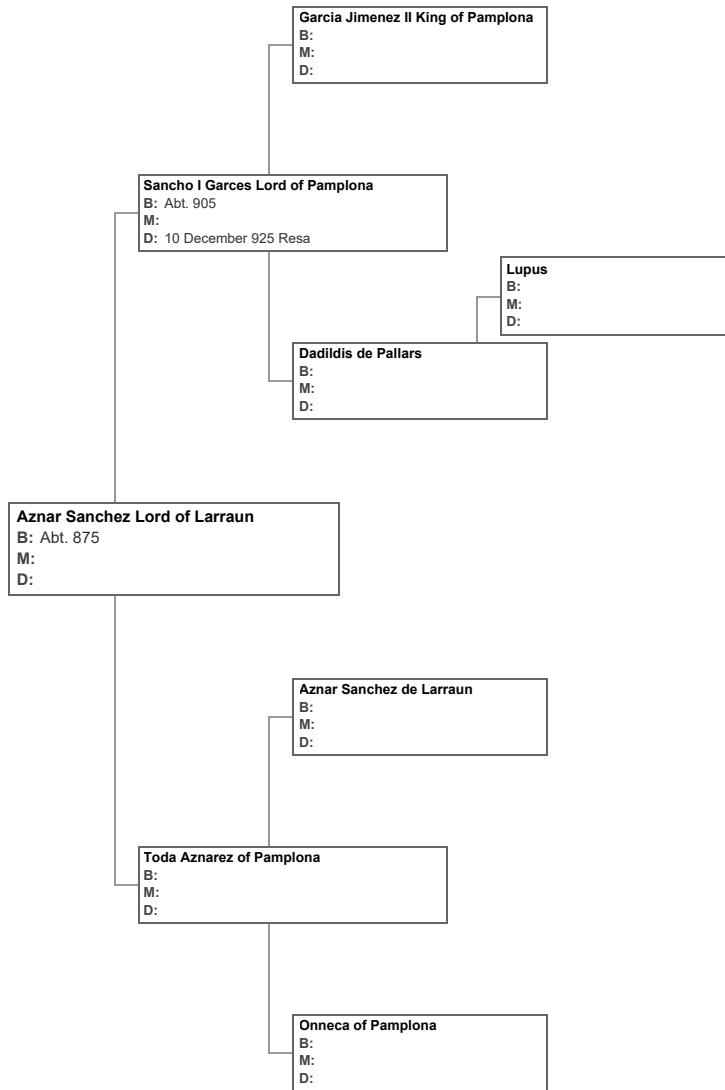 Garcia Jimenez II King of Pamplona
B:
M:
D:
Sancho I Garces Lord of Pamplona
B: Abt. 905
M:
D: 10 December 925 Resa
Lupus
B:
M:
D:
Dadildis de Pallars
B:
M:
D:
Aznar Sanchez Lord of Larraun
B: Abt. 875
M:
D:
Aznar Sanchez de Larraun
B:
M:
D:
Toda Aznarez of Pamplona
B:
M:
D:
Onneca of Pamplona
B:
M:
D: